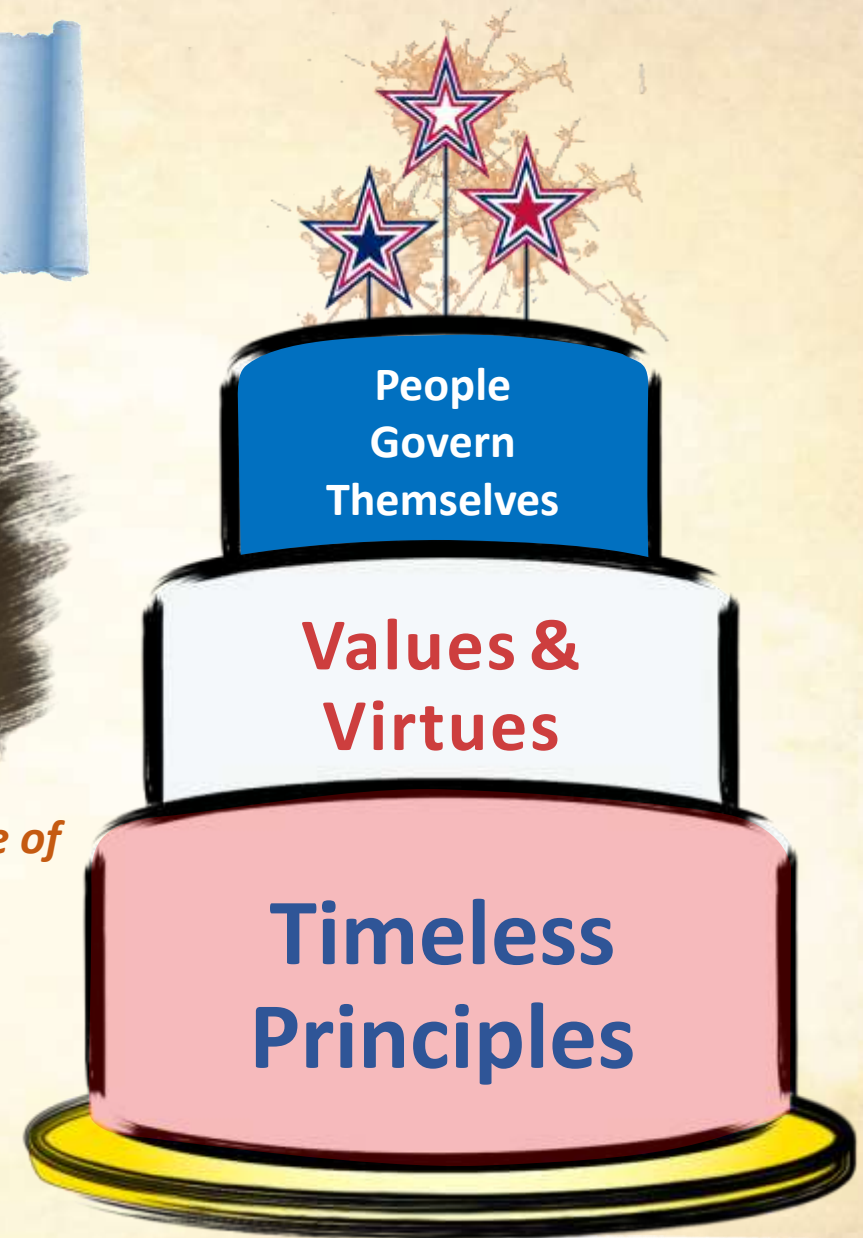 People
Govern
Themselves
Values &
Virtues
e of
Timeless
Principles